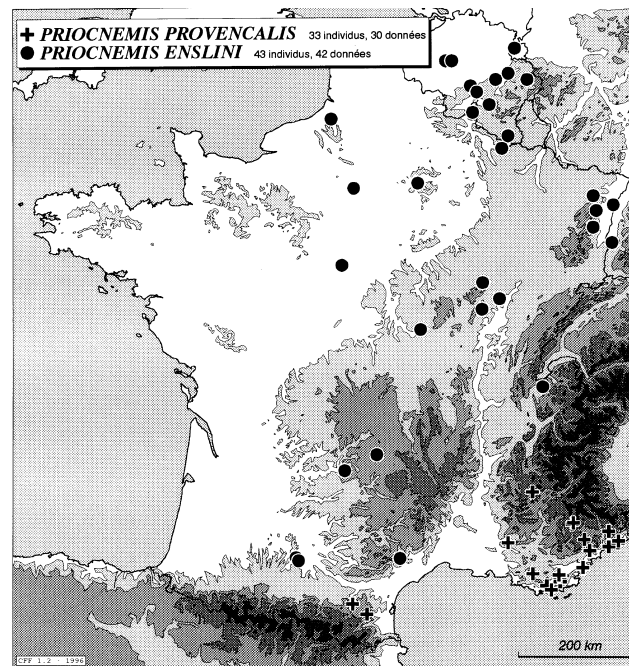 ✚ PRIOCNEMIS PROVENCALIS 33 individus, 30 données
● PRIOCNEMIS ENSLINI 43 individus, 42 données
200 km
CFF 1.2 - 1996